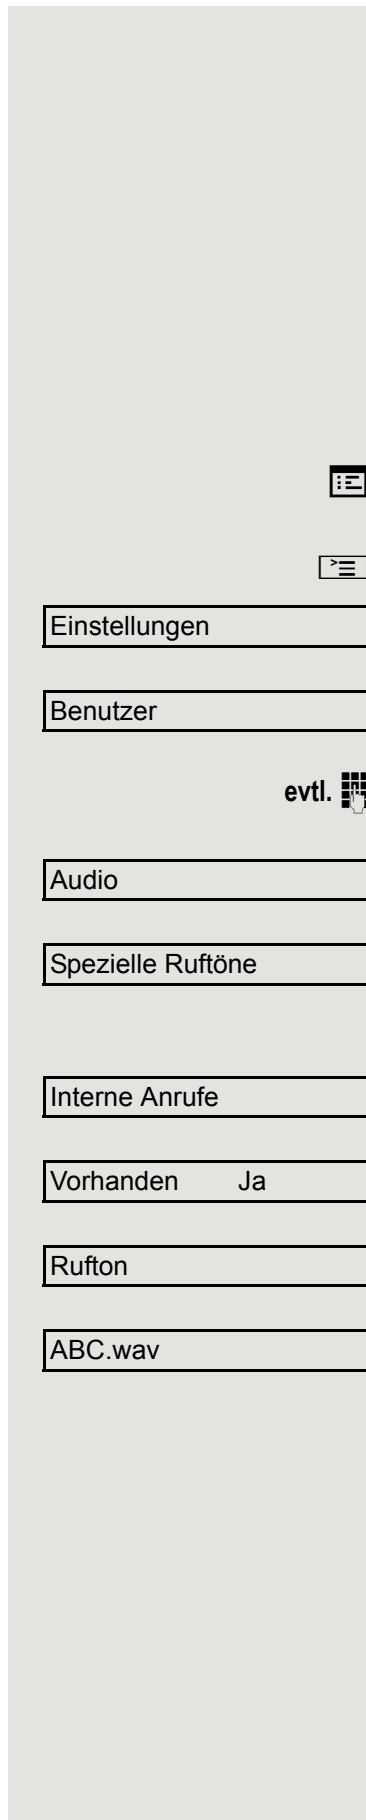 Einstellungen
Benutzer
evtl.
Audio
Spezielle Ruftöne
Interne Anrufe
Vorhanden Ja
Rufton
ABC.wav